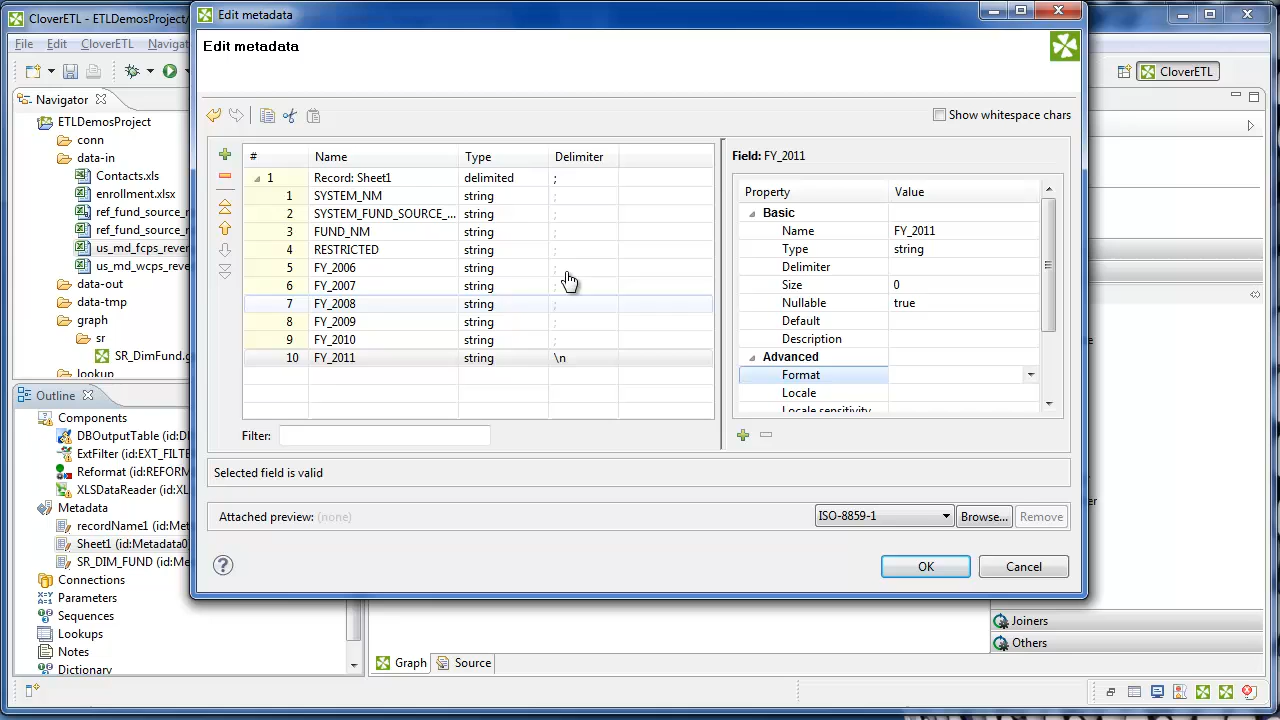 CloverETL - ETLDemosProject/
Edit metadata
File Edit CloverETL Navigat
Edit metadata
CloverETL
Show whitespace chars
Navigator
ETLDemosProject
conn
data-in
Contacts.xls
enrollment.xlsx
ref_fund_source_n
ref_fund_source_n
us_md_fcps_rever
us_md_wcps_reve
data-out
data-tmp
graph
sr
SR_DimFund.g
lookup
# Name Type Delimiter
1 Record: Sheet1 delimited ;
1 SYSTEM_NM string ;
2 SYSTEM_FUND_SOURCE_... string ;
3 FUND_NM string ;
4 RESTRICTED string ;
5 FY_2006 string ;
6 FY_2007 string ;
7 FY_2008 string ;
8 FY_2009 string ;
9 FY_2010 string ;
10 FY_2011 string \n
Filter:
Field: FY_2011
Property Value
Basic
Name FY_2011
Type string
Delimiter
Size 0
Nullable true
Default
Description
Advanced
Format
Locale
Locale sensitivity
Selected field is valid
Attached preview: (none)
ISO-8859-1 Browse... Remove
OK Cancel
Outline
Components
DBOutputTable (id:DB
ExtFilter (id:EXT_FILTE
Reformat (id:REFORM
XLSDataReader (id:XL
Metadata
recordName1 (id:Met
Sheet1 (id:Metadata0
SR_DIM_FUND (id:Me
Connections
Parameters
Sequences
Lookups
Notes
Dictionary
Graph Source
Joiners
Others